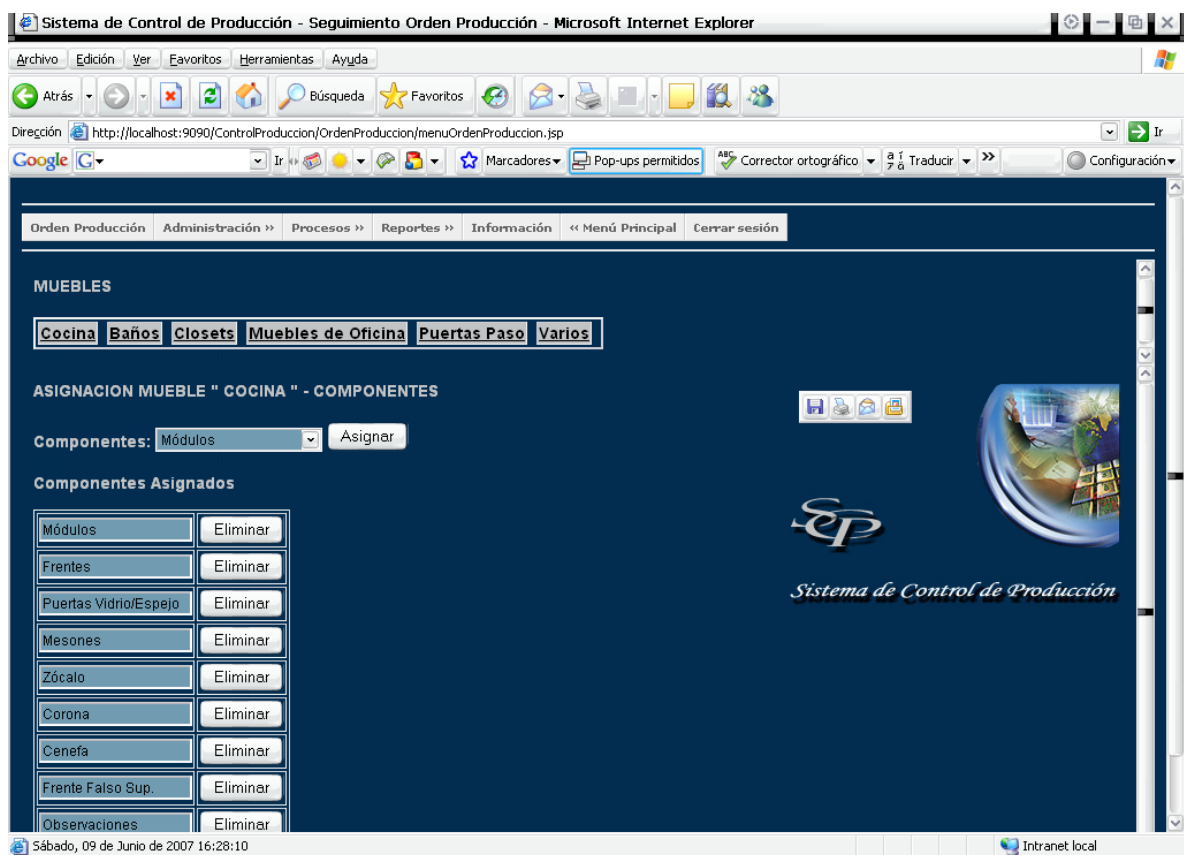 Sistema de Control de Producción - Seguimiento Orden Producción - Microsoft Internet Explorer
Archivo Edición Ver Favoritos Herramientas Ayuda
Atrás Búsqueda Favoritos
Dirección http://localhost:9090/ControlProduccion/OrdenProduccion/menuOrdenProduccion.jsp Ir
Google G Ir Marcadores Pop-ups permitidos ABC Corrector ortográfico Traducir » Configuración
Orden Producción Administración » Procesos » Reportes » Información « Menú Principal Cerrar sesión
MUEBLES
Cocina Baños Closets Muebles de Oficina Puertas Paso Varios
ASIGNACION MUEBLE " COCINA " - COMPONENTES
Componentes: Módulos Asignar
Componentes Asignados
Módulos Eliminar
Frentes Eliminar
Puertas Vidrio/Espejo Eliminar
Mesones Eliminar
Zócalo Eliminar
Corona Eliminar
Cenefa Eliminar
Frente Falso Sup. Eliminar
Observaciones Eliminar
SCP
Sistema de Control de Producción
Sábado, 09 de Junio de 2007 16:28:10 Intranet local